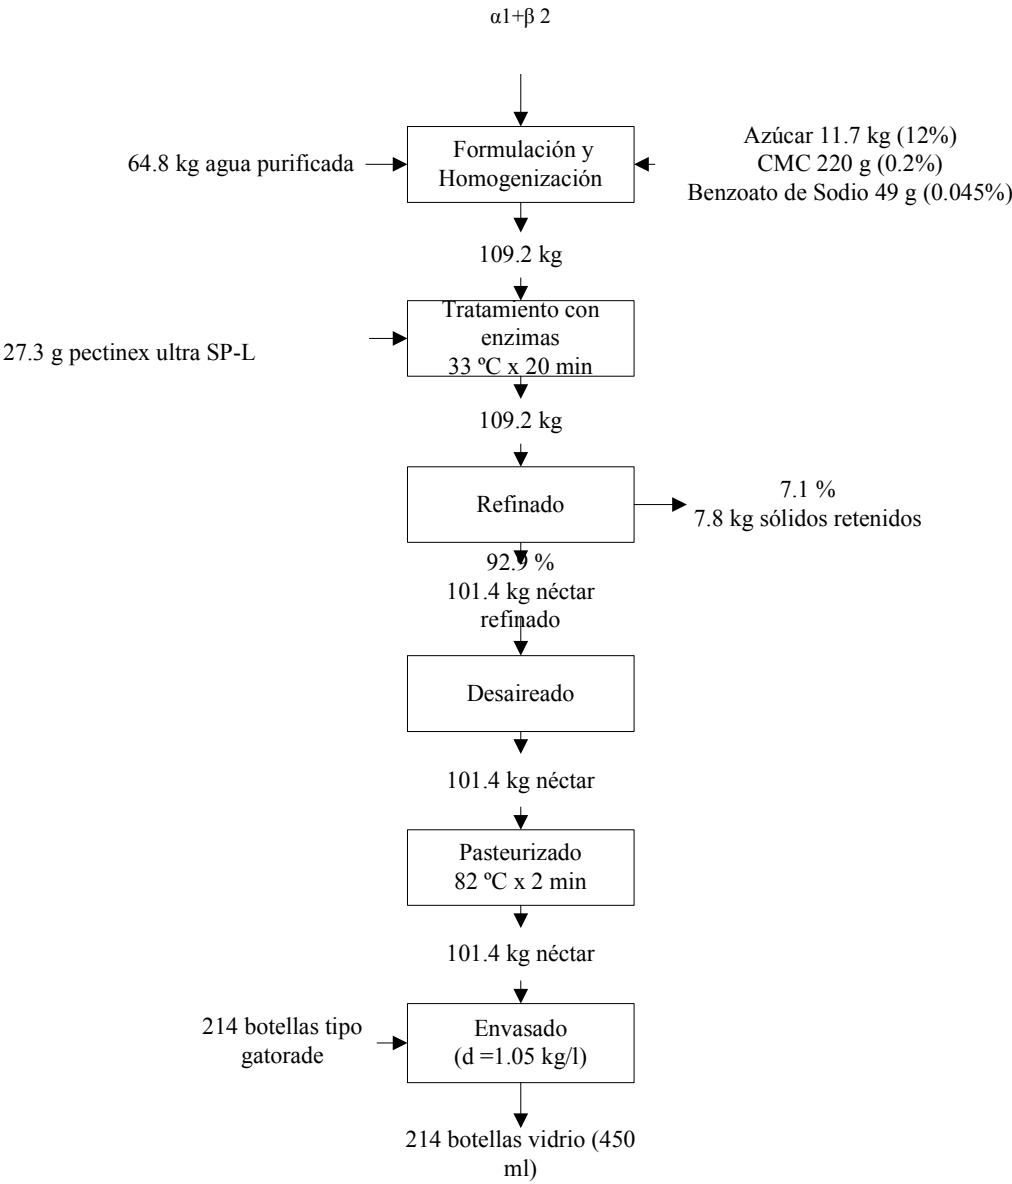 α1+β 2
64.8 kg agua purificada
Formulación y
Homogenización
Azúcar 11.7 kg (12%)
CMC 220 g (0.2%)
Benzoato de Sodio 49 g (0.045%)
109.2 kg
27.3 g pectinex ultra SP-L
Tratamiento con
enzimas
33 ºC x 20 min
109.2 kg
Refinado
7.1 %
7.8 kg sólidos retenidos
92.9 %
101.4 kg néctar
refinado
Desaireado
101.4 kg néctar
Pasteurizado
82 ºC x 2 min
101.4 kg néctar
214 botellas tipo
gatorade
Envasado
(d =1.05 kg/l)
214 botellas vidrio (450
ml)